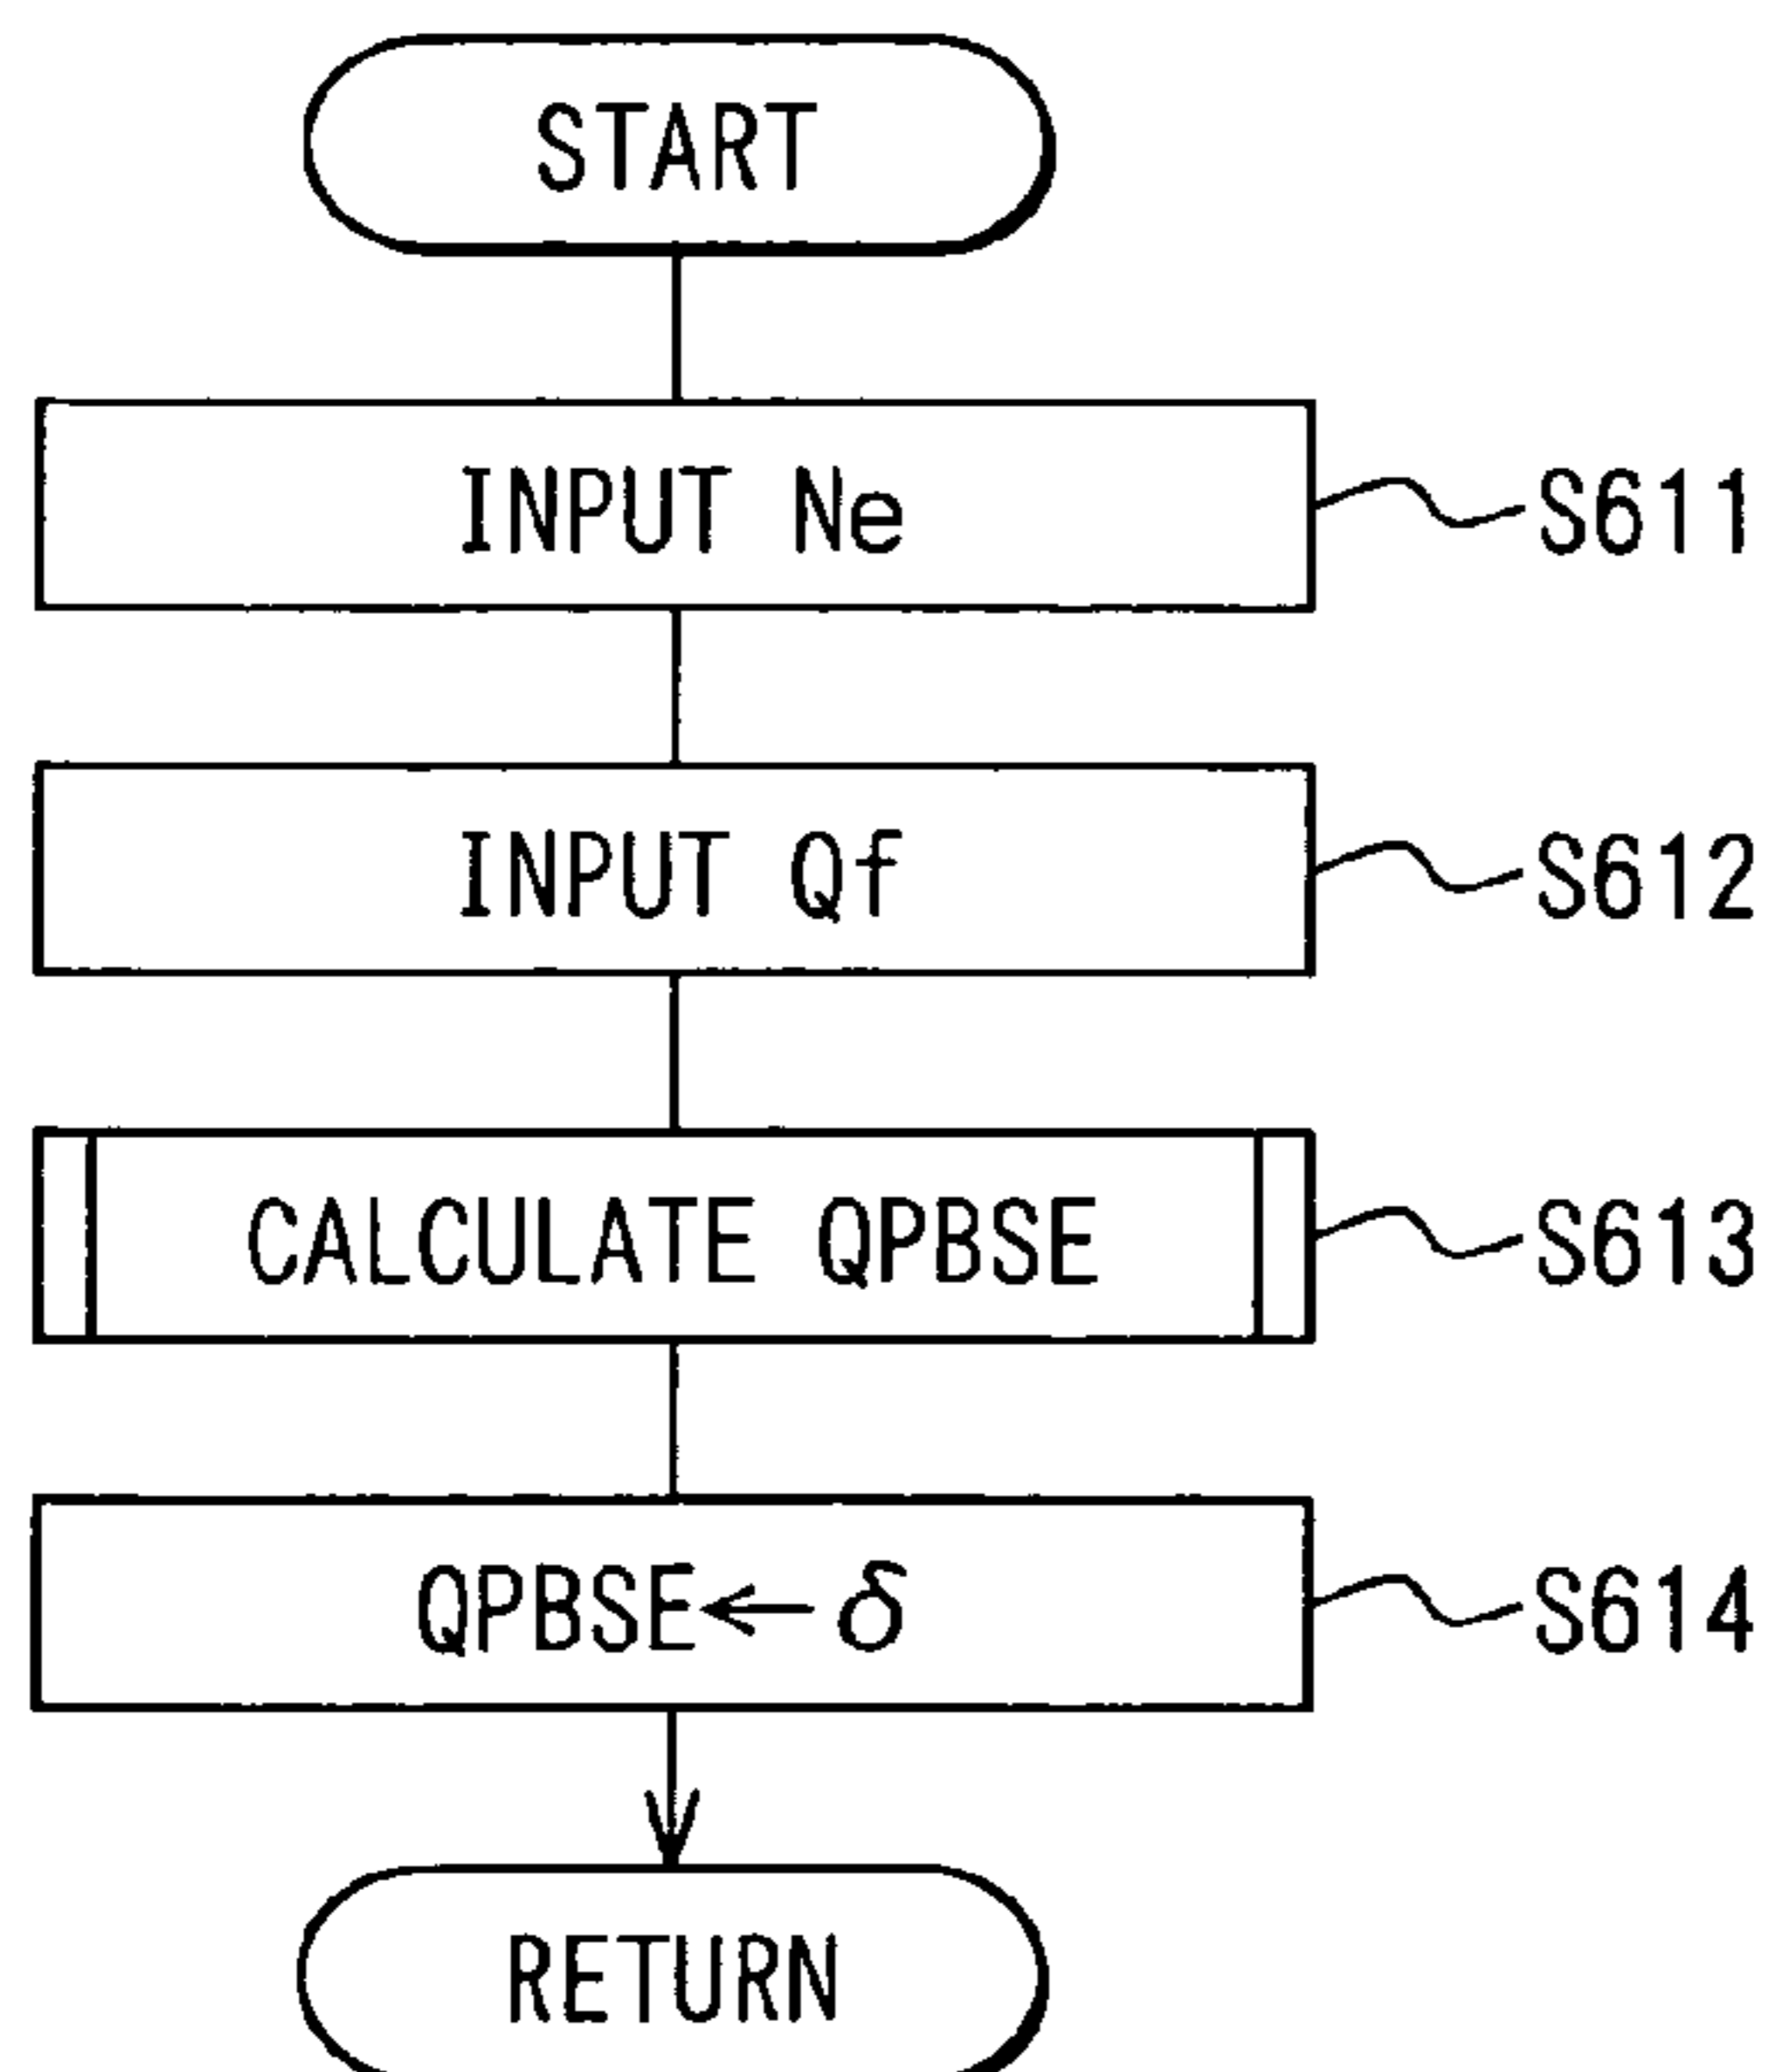 START
INPUT Ne S611
INPUT Qf S612
CALCULATE QPBSE S613
QPBSE ← δ S614
RETURN